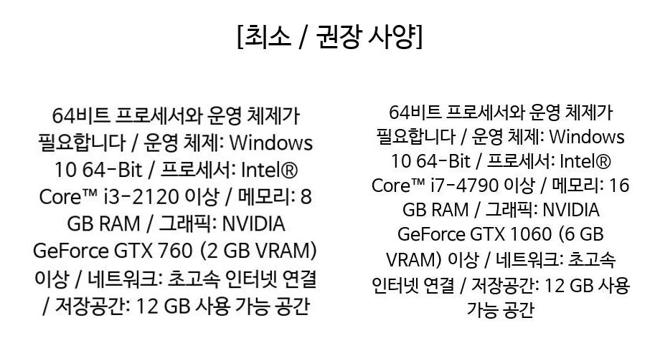 [최소 / 권장 사양]
64비트 프로세서와 운영 체제가
필요합니다 / 운영 체제: Windows
10 64-Bit / 프로세서: Intel®
Core™ i3-2120 이상 / 메모리: 8
GB RAM / 그래픽: NVIDIA
GeForce GTX 760 (2 GB VRAM)
이상 / 네트워크: 초고속 인터넷 연결
/ 저장공간: 12 GB 사용 가능 공간
64비트 프로세서와 운영 체제가
필요합니다 / 운영 체제: Windows
10 64-Bit / 프로세서: Intel®
Core™ i7-4790 이상 / 메모리: 16
GB RAM / 그래픽: NVIDIA
GeForce GTX 1060 (6 GB
VRAM) 이상 / 네트워크: 초고속
인터넷 연결 / 저장공간: 12 GB 사용
가능 공간